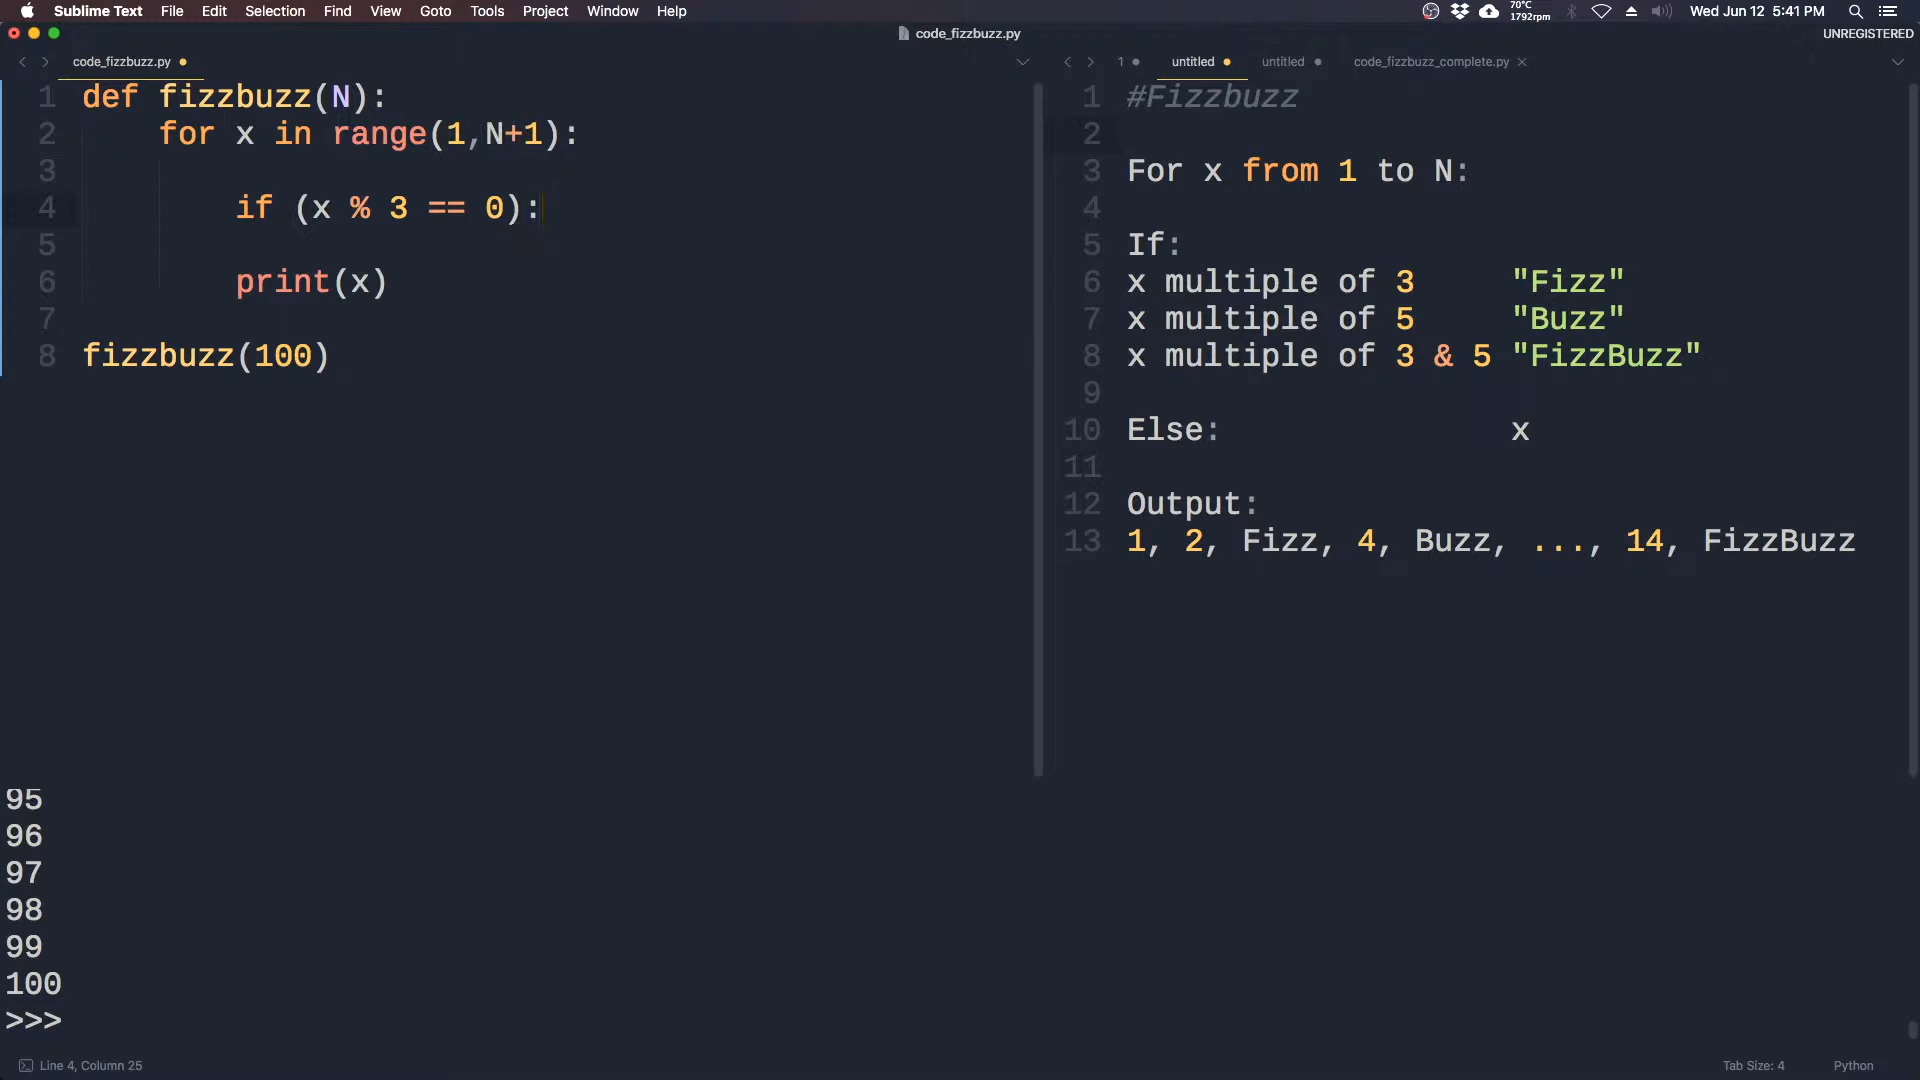 Sublime Text File Edit Selection Find View Goto Tools Project Window Help 70°C 1792rpm Wed Jun 12 5:41 PM
code_fizzbuzz.py UNREGISTERED
code_fizzbuzz.py 1 untitled untitled code_fizzbuzz_complete.py
1 def fizzbuzz(N):
2 for x in range(1,N+1):
3
4 if (x % 3 == 0):
5
6 print(x)
7
8 fizzbuzz(100)
1 #Fizzbuzz
2
3 For x from 1 to N:
4
5 If:
6 x multiple of 3 "Fizz"
7 x multiple of 5 "Buzz"
8 x multiple of 3 & 5 "FizzBuzz"
9
10 Else: x
11
12 Output:
13 1, 2, Fizz, 4, Buzz, ..., 14, FizzBuzz
95
96
97
98
99
100
>>>
Line 4, Column 25 Tab Size: 4 Python